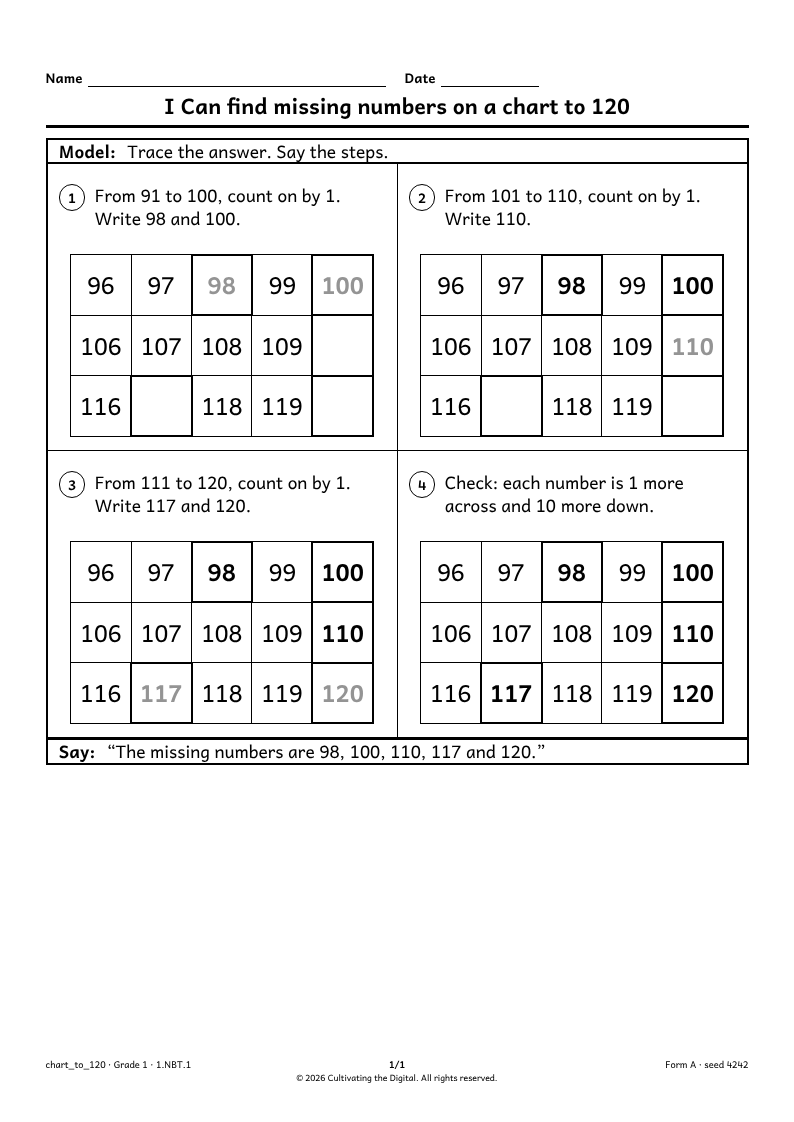 Name
Date
I Can find missing numbers on a chart to 120
Model: Trace the answer. Say the steps.
1 From 91 to 100, count on by 1.
Write 98 and 100.
96 97 98 99 100
106 107 108 109
116 118 119
2 From 101 to 110, count on by 1.
Write 110.
96 97 98 99 100
106 107 108 109 110
116 118 119
3 From 111 to 120, count on by 1.
Write 117 and 120.
96 97 98 99 100
106 107 108 109 110
116 117 118 119 120
4 Check: each number is 1 more
across and 10 more down.
96 97 98 99 100
106 107 108 109 110
116 117 118 119 120
Say: “The missing numbers are 98, 100, 110, 117 and 120.”
chart_to_120 · Grade 1 · 1.NBT.1
1/1
Form A · seed 4242
© 2026 Cultivating the Digital. All rights reserved.